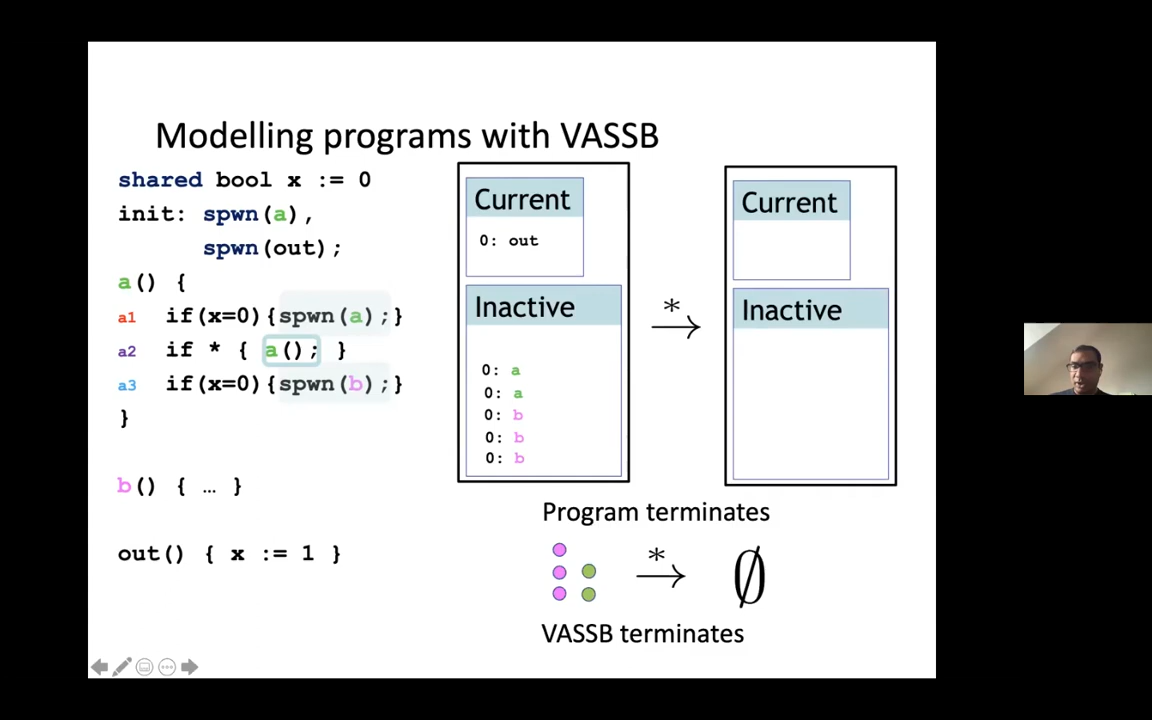 Modelling programs with VASSB
shared bool x := 0
init: spwn(a),
spwn(out);
a() {
a1 if(x=0){spwn(a);}
a2 if * { a(); }
a3 if(x=0){spwn(b);}
}
b() { … }
out() { x := 1 }
Current
0: out
Inactive
0: a
0: a
0: b
0: b
0: b
*
→
Current
Inactive
Program terminates
*
→
∅
VASSB terminates